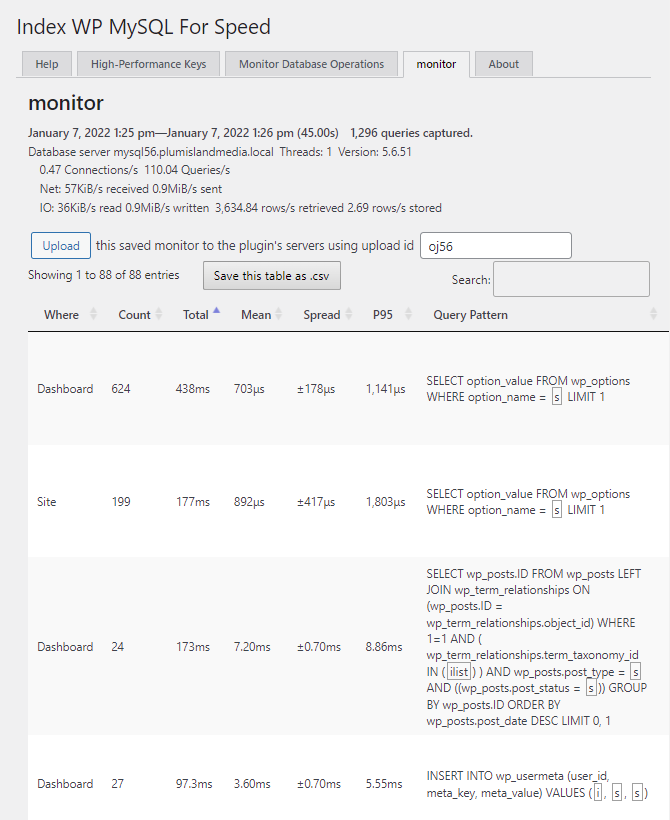 Index WP MySQL For Speed
Help High-Performance Keys Monitor Database Operations monitor About
monitor
January 7, 2022 1:25 pm—January 7, 2022 1:26 pm (45.00s) 1,296 queries captured.
Database server mysql56.plumislandmedia.local Threads: 1 Version: 5.6.51
0.47 Connections/s 110.04 Queries/s
Net: 57KiB/s received 0.9MiB/s sent
IO: 36KiB/s read 0.9MiB/s written 3,634.84 rows/s retrieved 2.69 rows/s stored
Upload this saved monitor to the plugin's servers using upload id oj56
Showing 1 to 88 of 88 entries Save this table as .csv Search:
Where Count Total Mean Spread P95 Query Pattern
Dashboard 624 438ms 703µs ±178µs 1,141µs SELECT option_value FROM wp_options
WHERE option_name = s LIMIT 1
Site 199 177ms 892µs ±417µs 1,803µs SELECT option_value FROM wp_options
WHERE option_name = s LIMIT 1
SELECT wp_posts.ID FROM wp_posts LEFT
JOIN wp_term_relationships ON
(wp_posts.ID =
wp_term_relationships.object_id) WHERE
1=1 AND (
Dashboard 24 173ms 7.20ms ±0.70ms 8.86ms wp_term_relationships.term_taxonomy_id
IN ( ilist ) ) AND wp_posts.post_type = s
AND ((wp_posts.post_status = s )) GROUP
BY wp_posts.ID ORDER BY
wp_posts.post_date DESC LIMIT 0, 1
Dashboard 27 97.3ms 3.60ms ±0.70ms 5.55ms INSERT INTO wp_usermeta (user_id,
meta_key, meta_value) VALUES ( i , s , s )